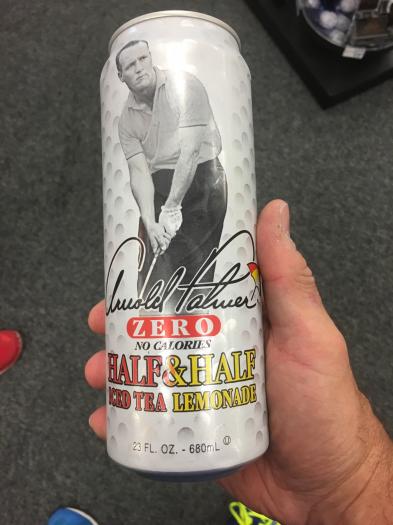 Arnold Palmer
ZERO
NO CALORIES
HALF & HALF
ICED TEA LEMONADE
23 FL. OZ. - 680mL U